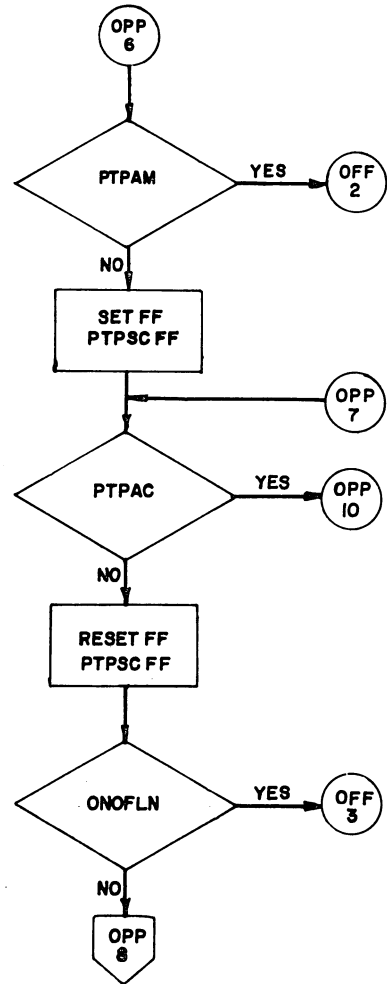 OPP
6
PTPAM
YES
OFF
2
NO
SET FF
PTPSC FF
OPP
7
PTPAC
YES
OPP
10
NO
RESET FF
PTPSC FF
ONOFLN
YES
OFF
3
NO
OPP
8